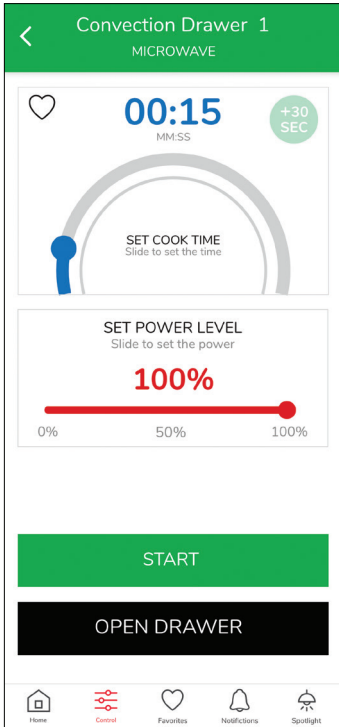 Convection Drawer 1
MICROWAVE
00:15
MM:SS
+30
SEC
SET COOK TIME
Slide to set the time
SET POWER LEVEL
Slide to set the power
100%
0% 50% 100%
START
OPEN DRAWER
Home Control Favorites Notifictions Spotlight